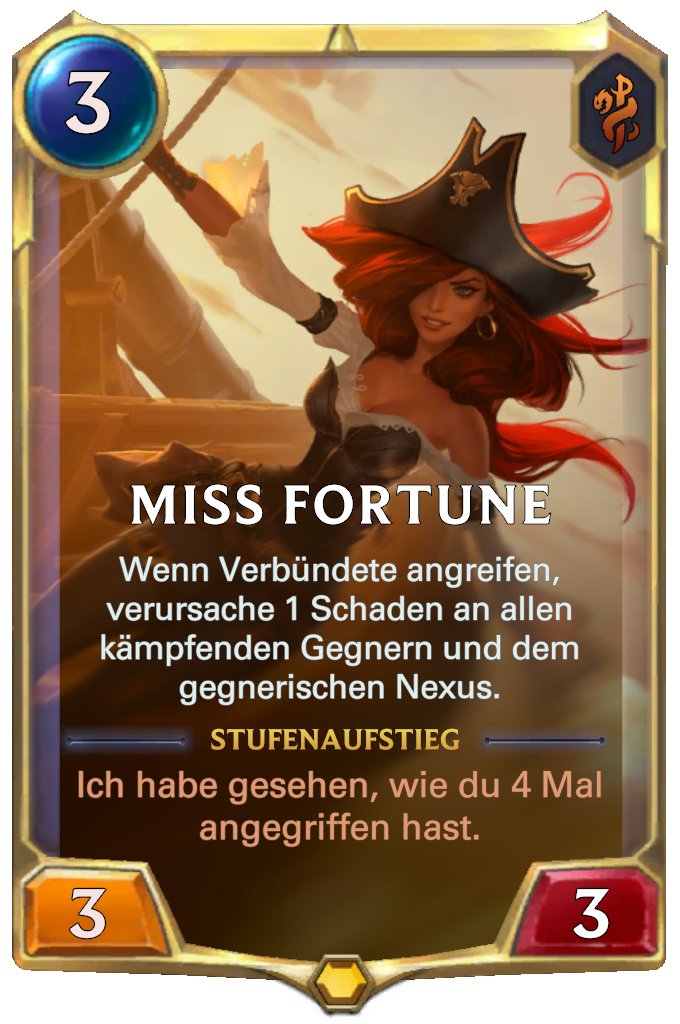 3
MISS FORTUNE
Wenn Verbündete angreifen,
verursache 1 Schaden an allen
kämpfenden Gegnern und dem
gegnerischen Nexus.
STUFENAUFSTIEG
Ich habe gesehen, wie du 4 Mal
angegriffen hast.
3
3